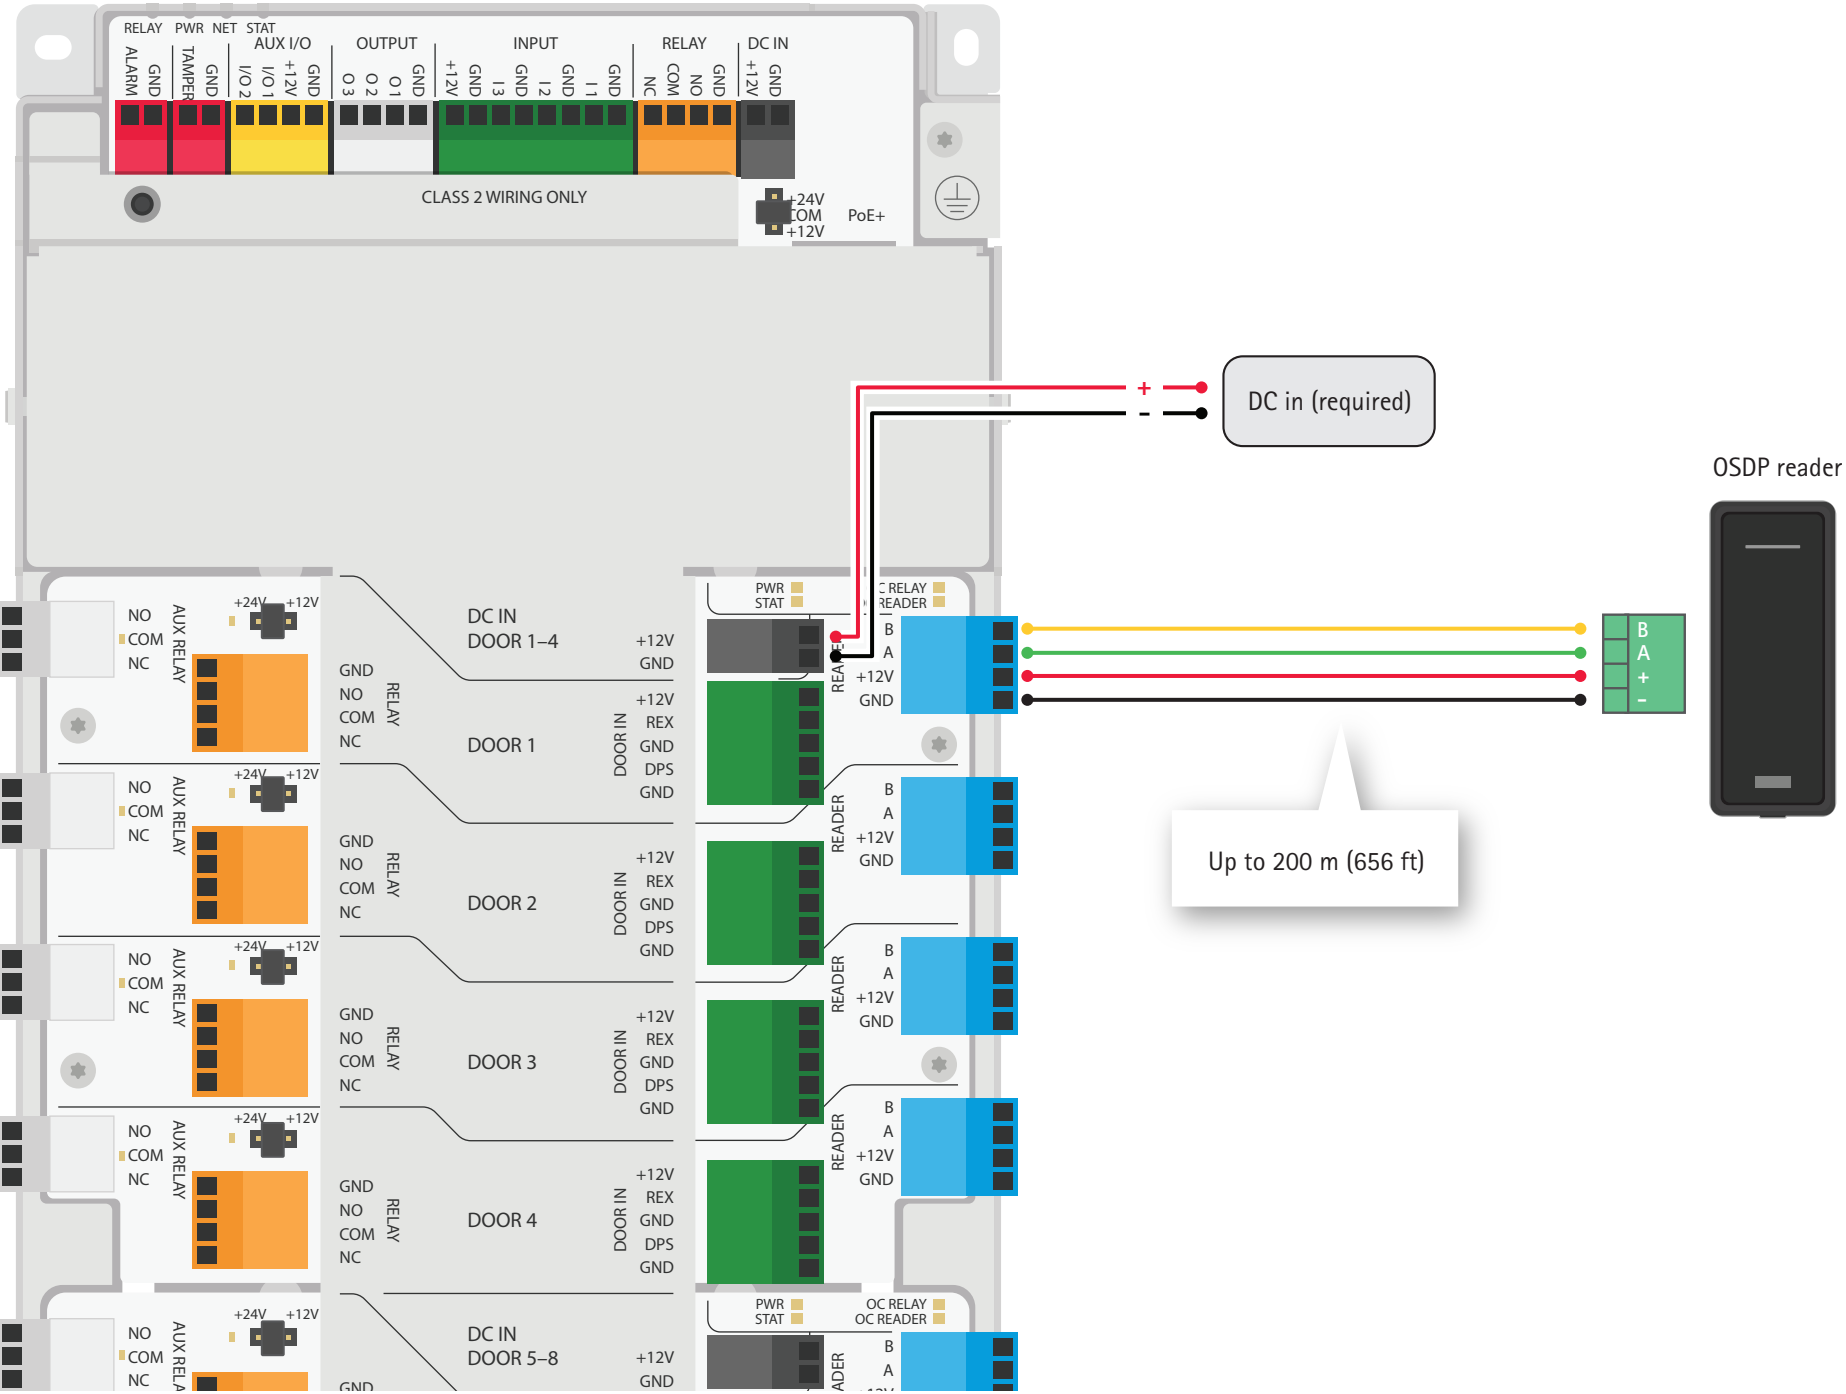 RELAY PWR NET STAT
AUX I/O OUTPUT INPUT RELAY DC IN
ALARM GND TAMPER GND I/O 2 I/O 1 +12V GND O 3 O 2 O 1 GND +12V GND I 3 GND I 2 GND I 1 GND NC COM NO GND +12V GND
CLASS 2 WIRING ONLY
+24V
COM PoE+
+12V
+ DC in (required)
-
OSDP reader
B
A
+
-
Up to 200 m (656 ft)
DC IN
DOOR 1–4
+12V
GND
PWR
STAT
C RELAY
READER
NO
COM
NC
AUX RELAY
+24V +12V
GND
NO
COM
NC
RELAY
DOOR 1
DOOR IN
+12V
REX
GND
DPS
GND
B
A
+12V
GND
NO
COM
NC
AUX RELAY
+24V +12V
GND
NO
COM
NC
RELAY
DOOR 2
DOOR IN
+12V
REX
GND
DPS
GND
READER
B
A
+12V
GND
NO
COM
NC
AUX RELAY
+24V +12V
GND
NO
COM
NC
RELAY
DOOR 3
DOOR IN
+12V
REX
GND
DPS
GND
READER
B
A
+12V
GND
NO
COM
NC
AUX RELAY
+24V +12V
GND
NO
COM
NC
RELAY
DOOR 4
DOOR IN
+12V
REX
GND
DPS
GND
READER
B
A
+12V
GND
DC IN
DOOR 5–8
+12V
GND
PWR
STAT
OC RELAY
OC READER
NO
COM
NC
AUX RELA
+24V +12V
GND
ADER
B
A
+12V